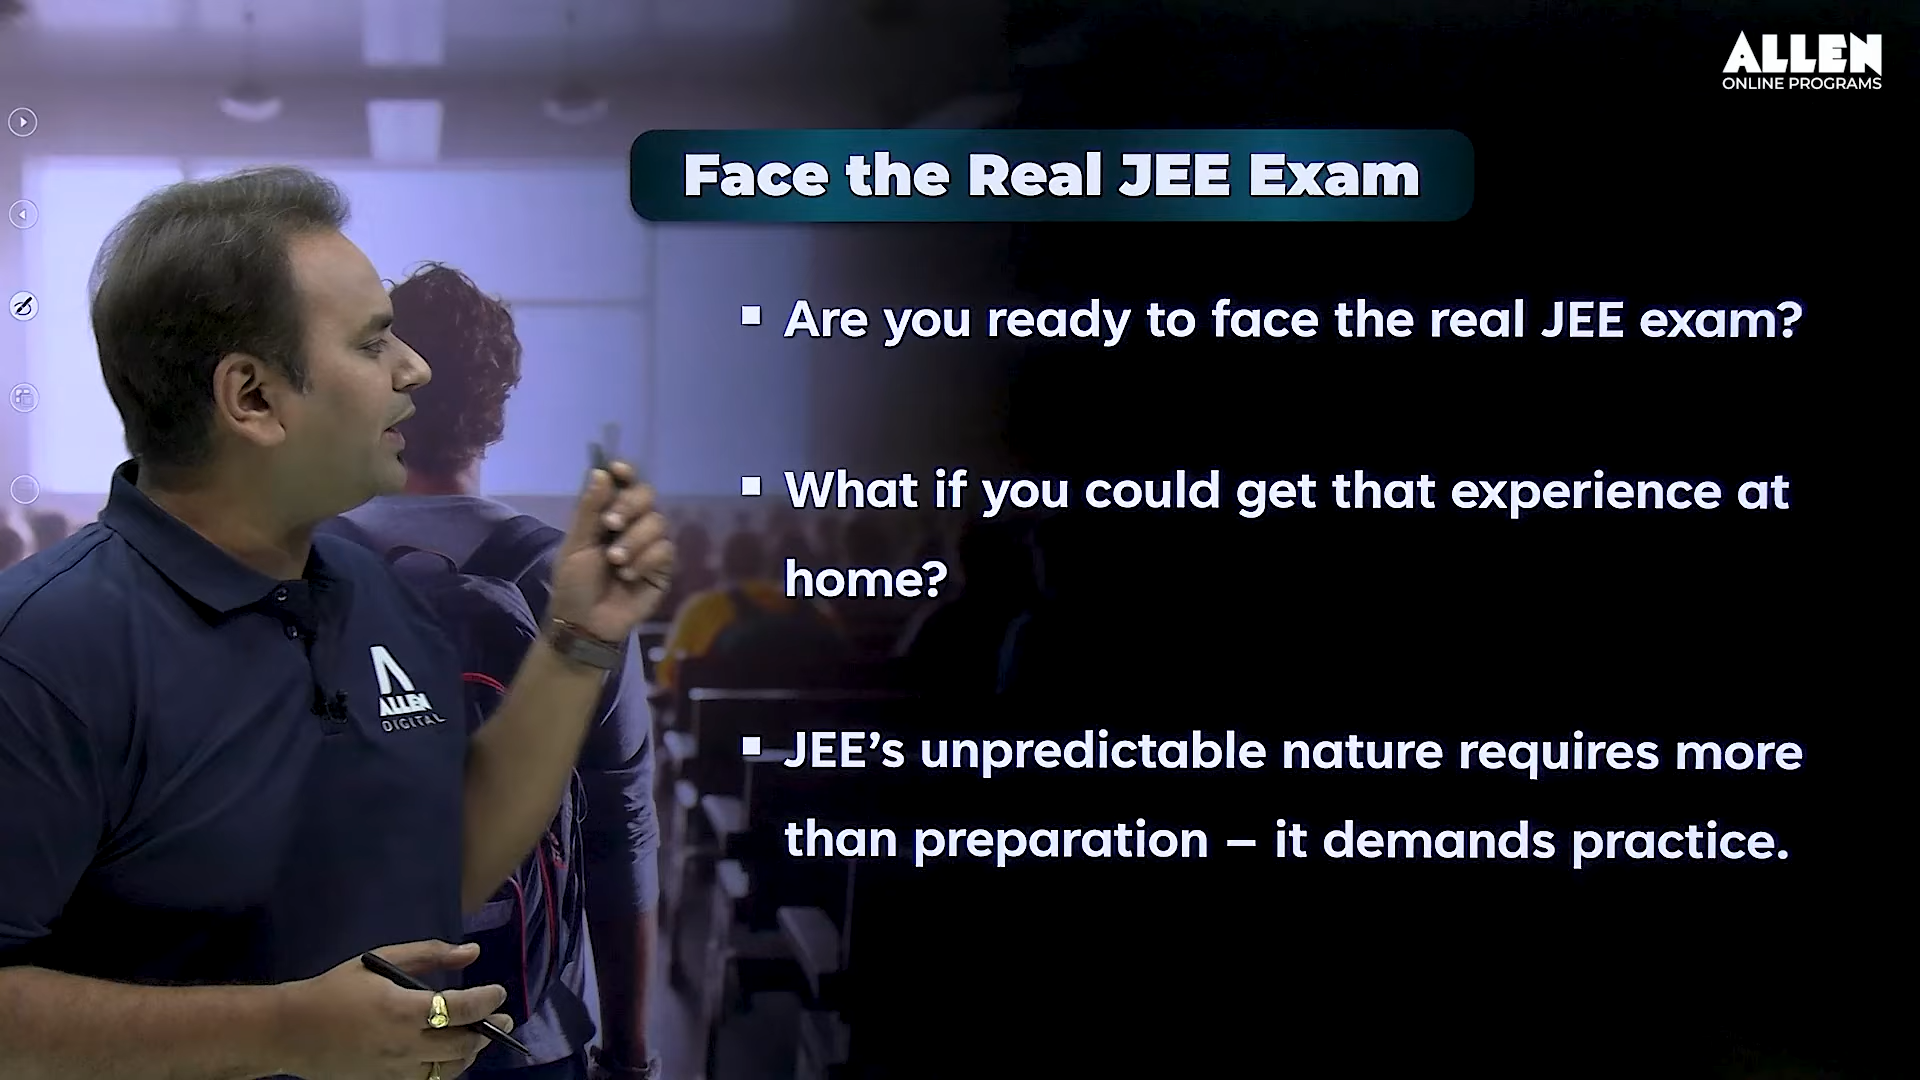 ALLEN
ONLINE PROGRAMS
Face the Real JEE Exam
Are you ready to face the real JEE exam?
What if you could get that experience at
home?
JEE’s unpredictable nature requires more
than preparation – it demands practice.
ALLEN
DIGITAL